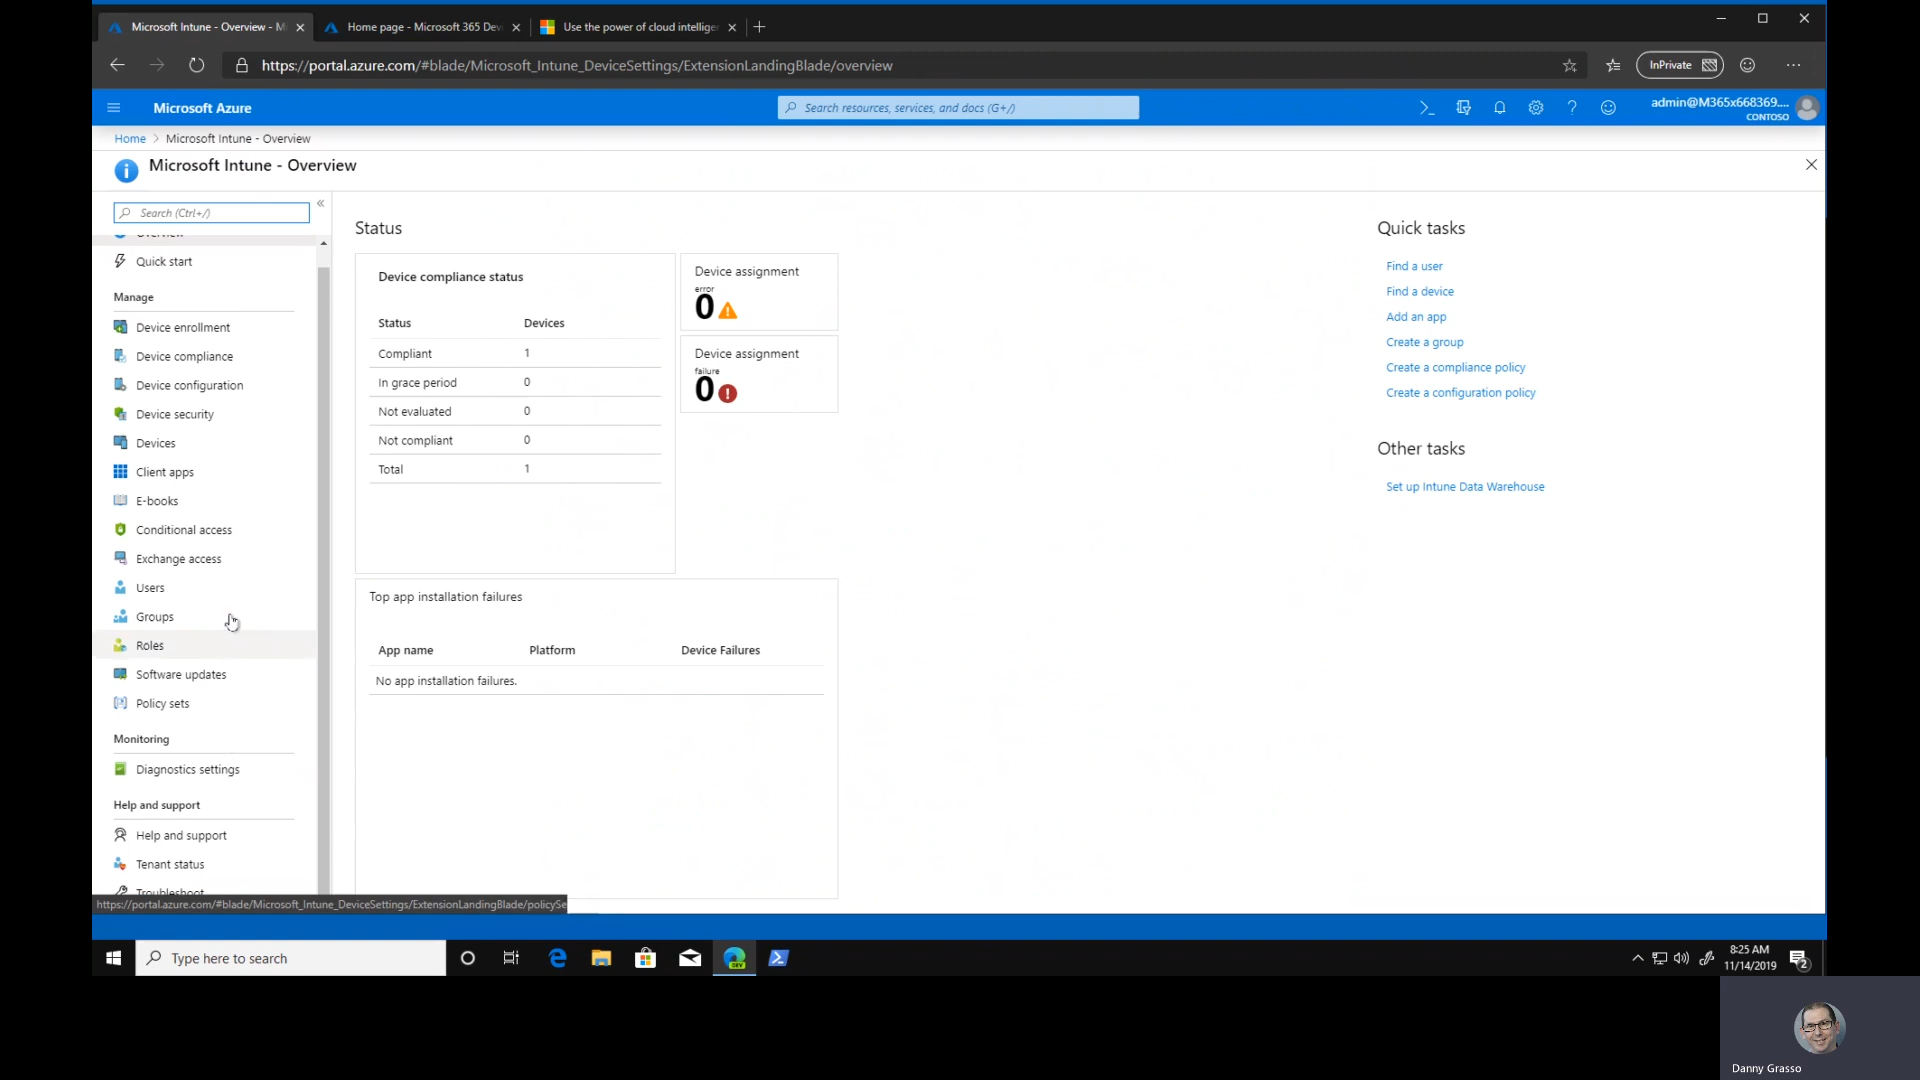 Microsoft Intune - Overview - M
Home page - Microsoft 365 Dev
Use the power of cloud intellige
https://portal.azure.com/#blade/Microsoft_Intune_DeviceSettings/ExtensionLandingBlade/overview
InPrivate
Microsoft Azure
Search resources, services, and docs (G+/)
admin@M365x668369....
CONTOSO
Home > Microsoft Intune - Overview
Microsoft Intune - Overview
Search (Ctrl+/)
Overview
Quick start
Manage
Device enrollment
Device compliance
Device configuration
Device security
Devices
Client apps
E-books
Conditional access
Exchange access
Users
Groups
Roles
Software updates
Policy sets
Monitoring
Diagnostics settings
Help and support
Help and support
Tenant status
Troubleshoot
https://portal.azure.com/#blade/Microsoft_Intune_DeviceSettings/ExtensionLandingBlade/policySe
Status
Device compliance status
Status Devices
Compliant 1
In grace period 0
Not evaluated 0
Not compliant 0
Total 1
Device assignment
error
0
Device assignment
failure
0
Top app installation failures
App name Platform Device Failures
No app installation failures.
Quick tasks
Find a user
Find a device
Add an app
Create a group
Create a compliance policy
Create a configuration policy
Other tasks
Set up Intune Data Warehouse
Type here to search
DEV
8:25 AM
11/14/2019
2
Danny Grasso